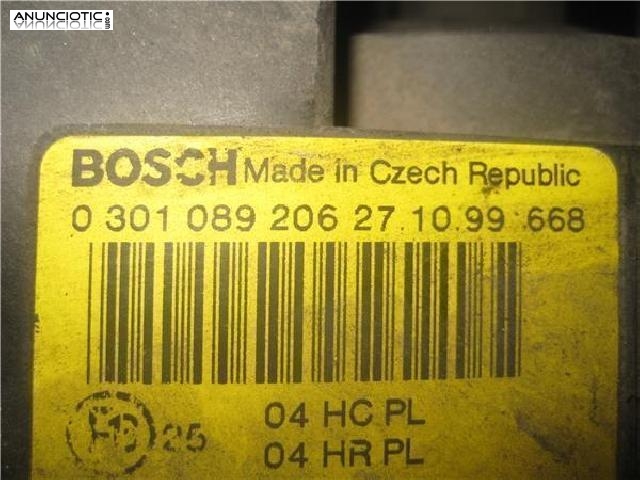 ANUNCIOTIC.com
BOSCH Made in Czech Republic
0 301 089 206 27 10.99 668
25
04 HC PL
04 HR PL